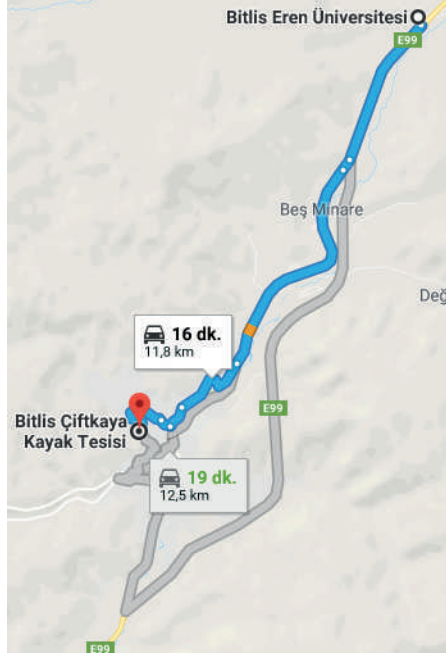 Bitlis Eren Üniversitesi
E99
Beş Minare
Değ
16 dk.
11,8 km
E99
Bitlis Çiftkaya
Kayak Tesisi
19 dk.
12,5 km
E99